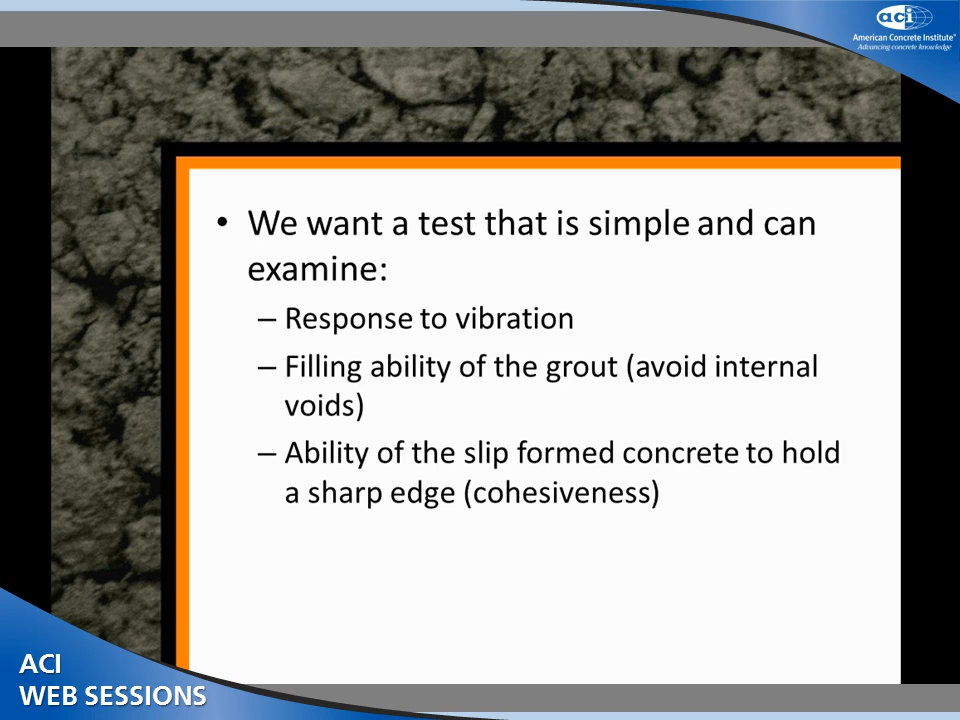 aci
American Concrete Institute®
Advancing concrete knowledge
• We want a test that is simple and can
examine:
– Response to vibration
– Filling ability of the grout (avoid internal
voids)
– Ability of the slip formed concrete to hold
a sharp edge (cohesiveness)
ACI
WEB SESSIONS